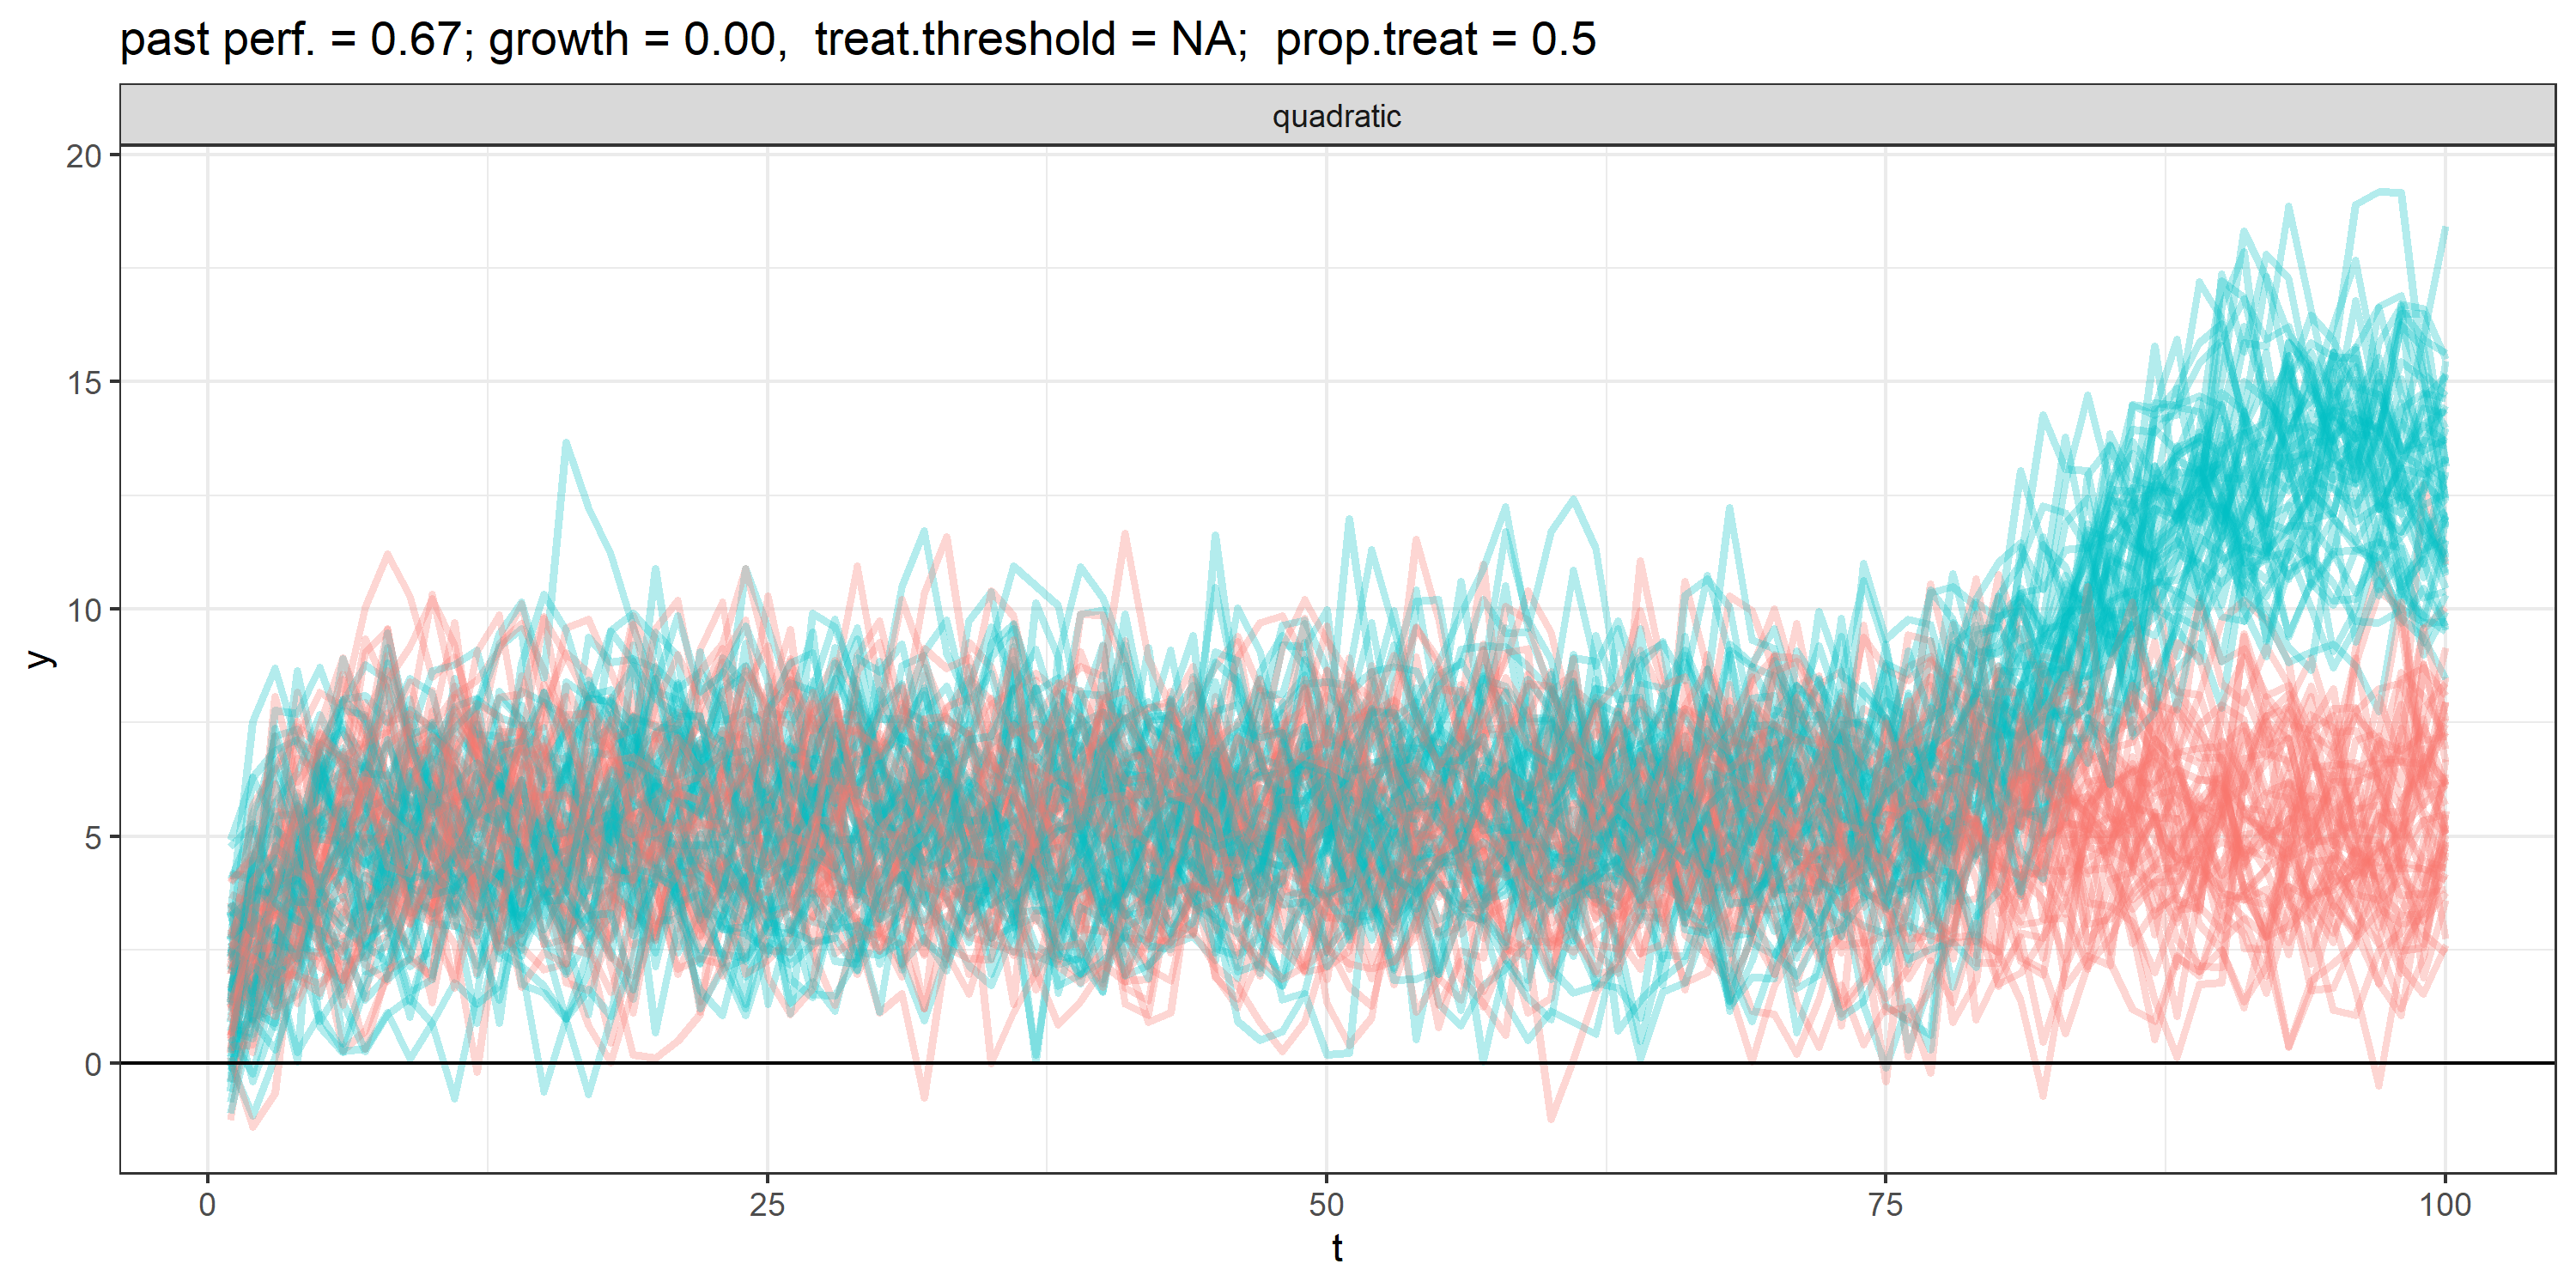 past perf. = 0.67; growth = 0.00,  treat.threshold = NA;  prop.treat = 0.5
quadratic
20
15
10
5
0
y
0 25 50 75 100
t